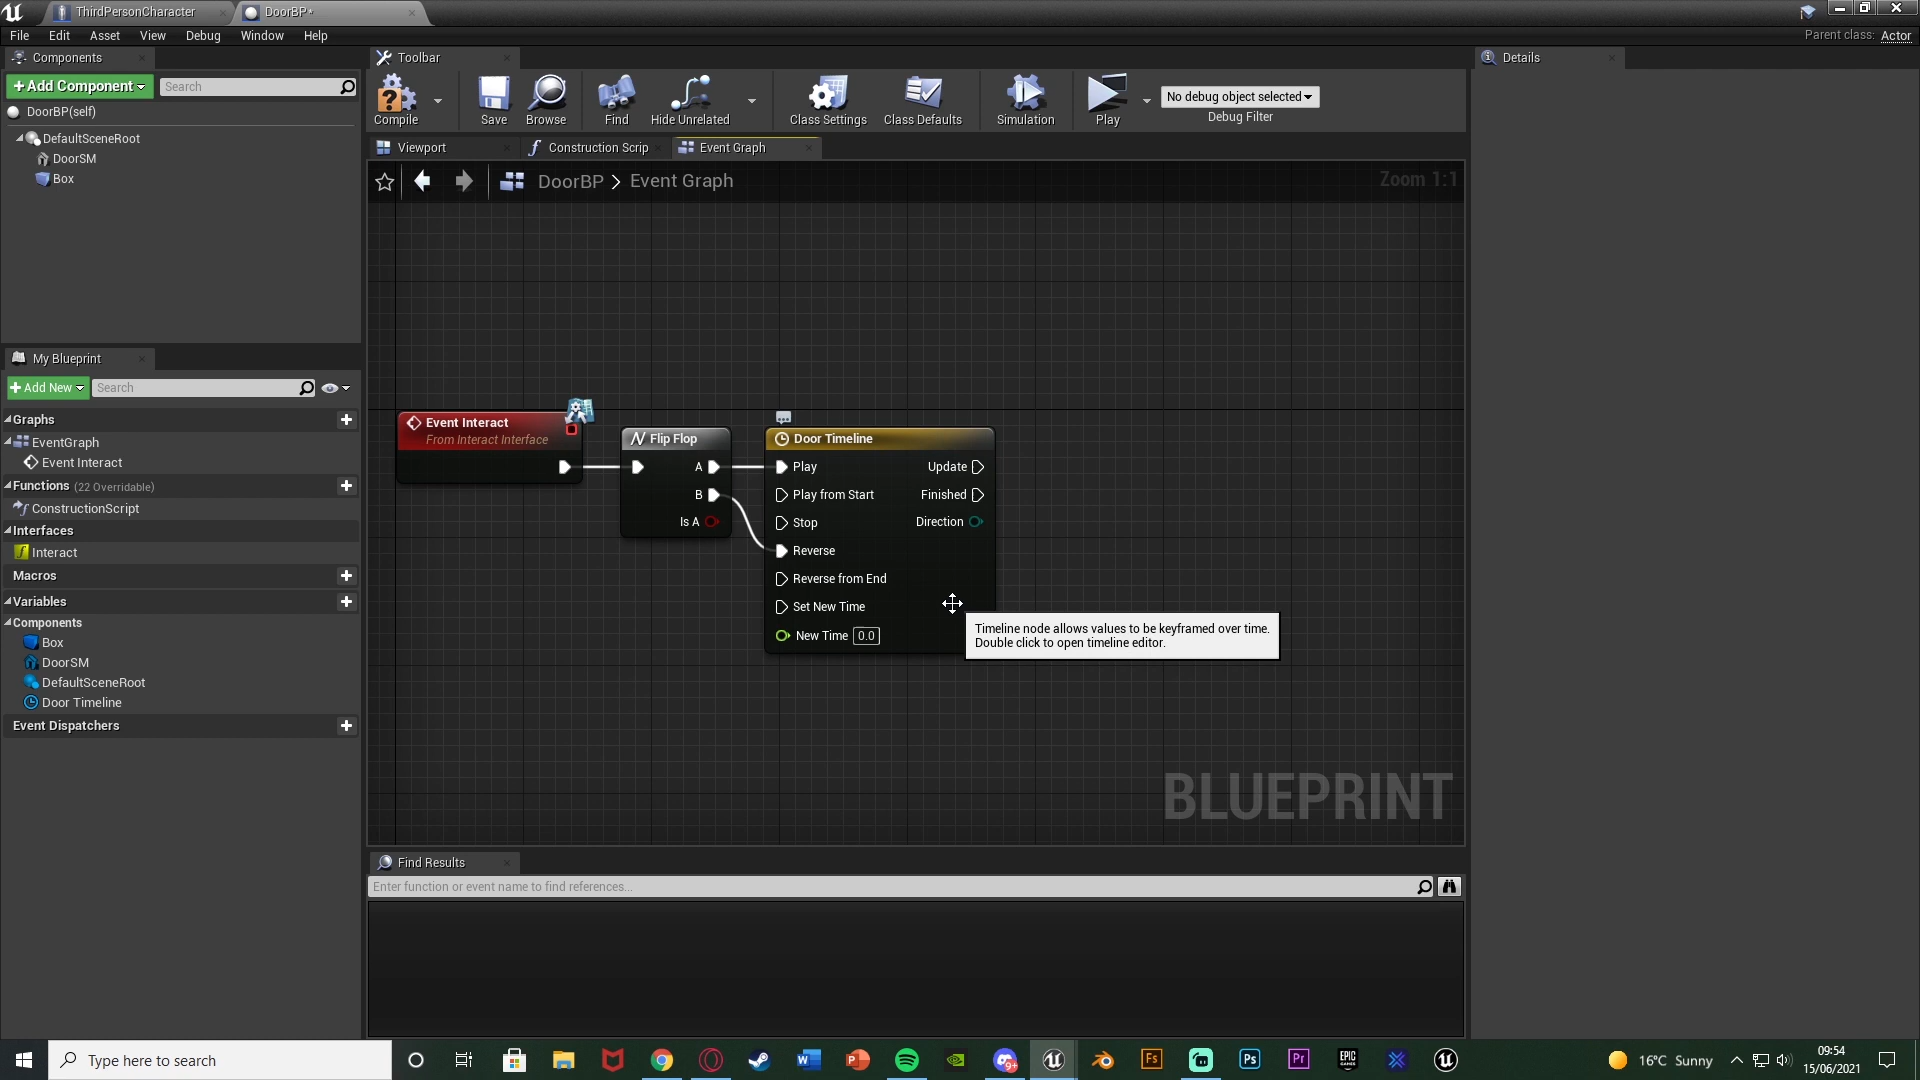 ThirdPersonCharacter
DoorBP*
File Edit Asset View Debug Window Help
Parent class: Actor
Components
Toolbar
Details
+ Add Component
Search
Compile
Save
Browse
Find
Hide Unrelated
Class Settings
Class Defaults
Simulation
Play
No debug object selected
Debug Filter
DoorBP(self)
DefaultSceneRoot
DoorSM
Box
Viewport
Construction Scrip
Event Graph
DoorBP > Event Graph
Zoom 1:1
My Blueprint
+ Add New
Search
Graphs
EventGraph
Event Interact
Functions (22 Overridable)
ConstructionScript
Interfaces
Interact
Macros
Variables
Components
Box
DoorSM
DefaultSceneRoot
Door Timeline
Event Dispatchers
Event Interact
From Interact Interface
Flip Flop
A
B
Is A
Door Timeline
Play
Update
Play from Start
Finished
Stop
Direction
Reverse
Reverse from End
Set New Time
New Time 0.0
Timeline node allows values to be keyframed over time.
Double click to open timeline editor.
BLUEPRINT
Find Results
Enter function or event name to find references...
Type here to search
W
P
9+
Fs
Ps
Pr
EPIC
GAMES
16°C Sunny
09:54
15/06/2021